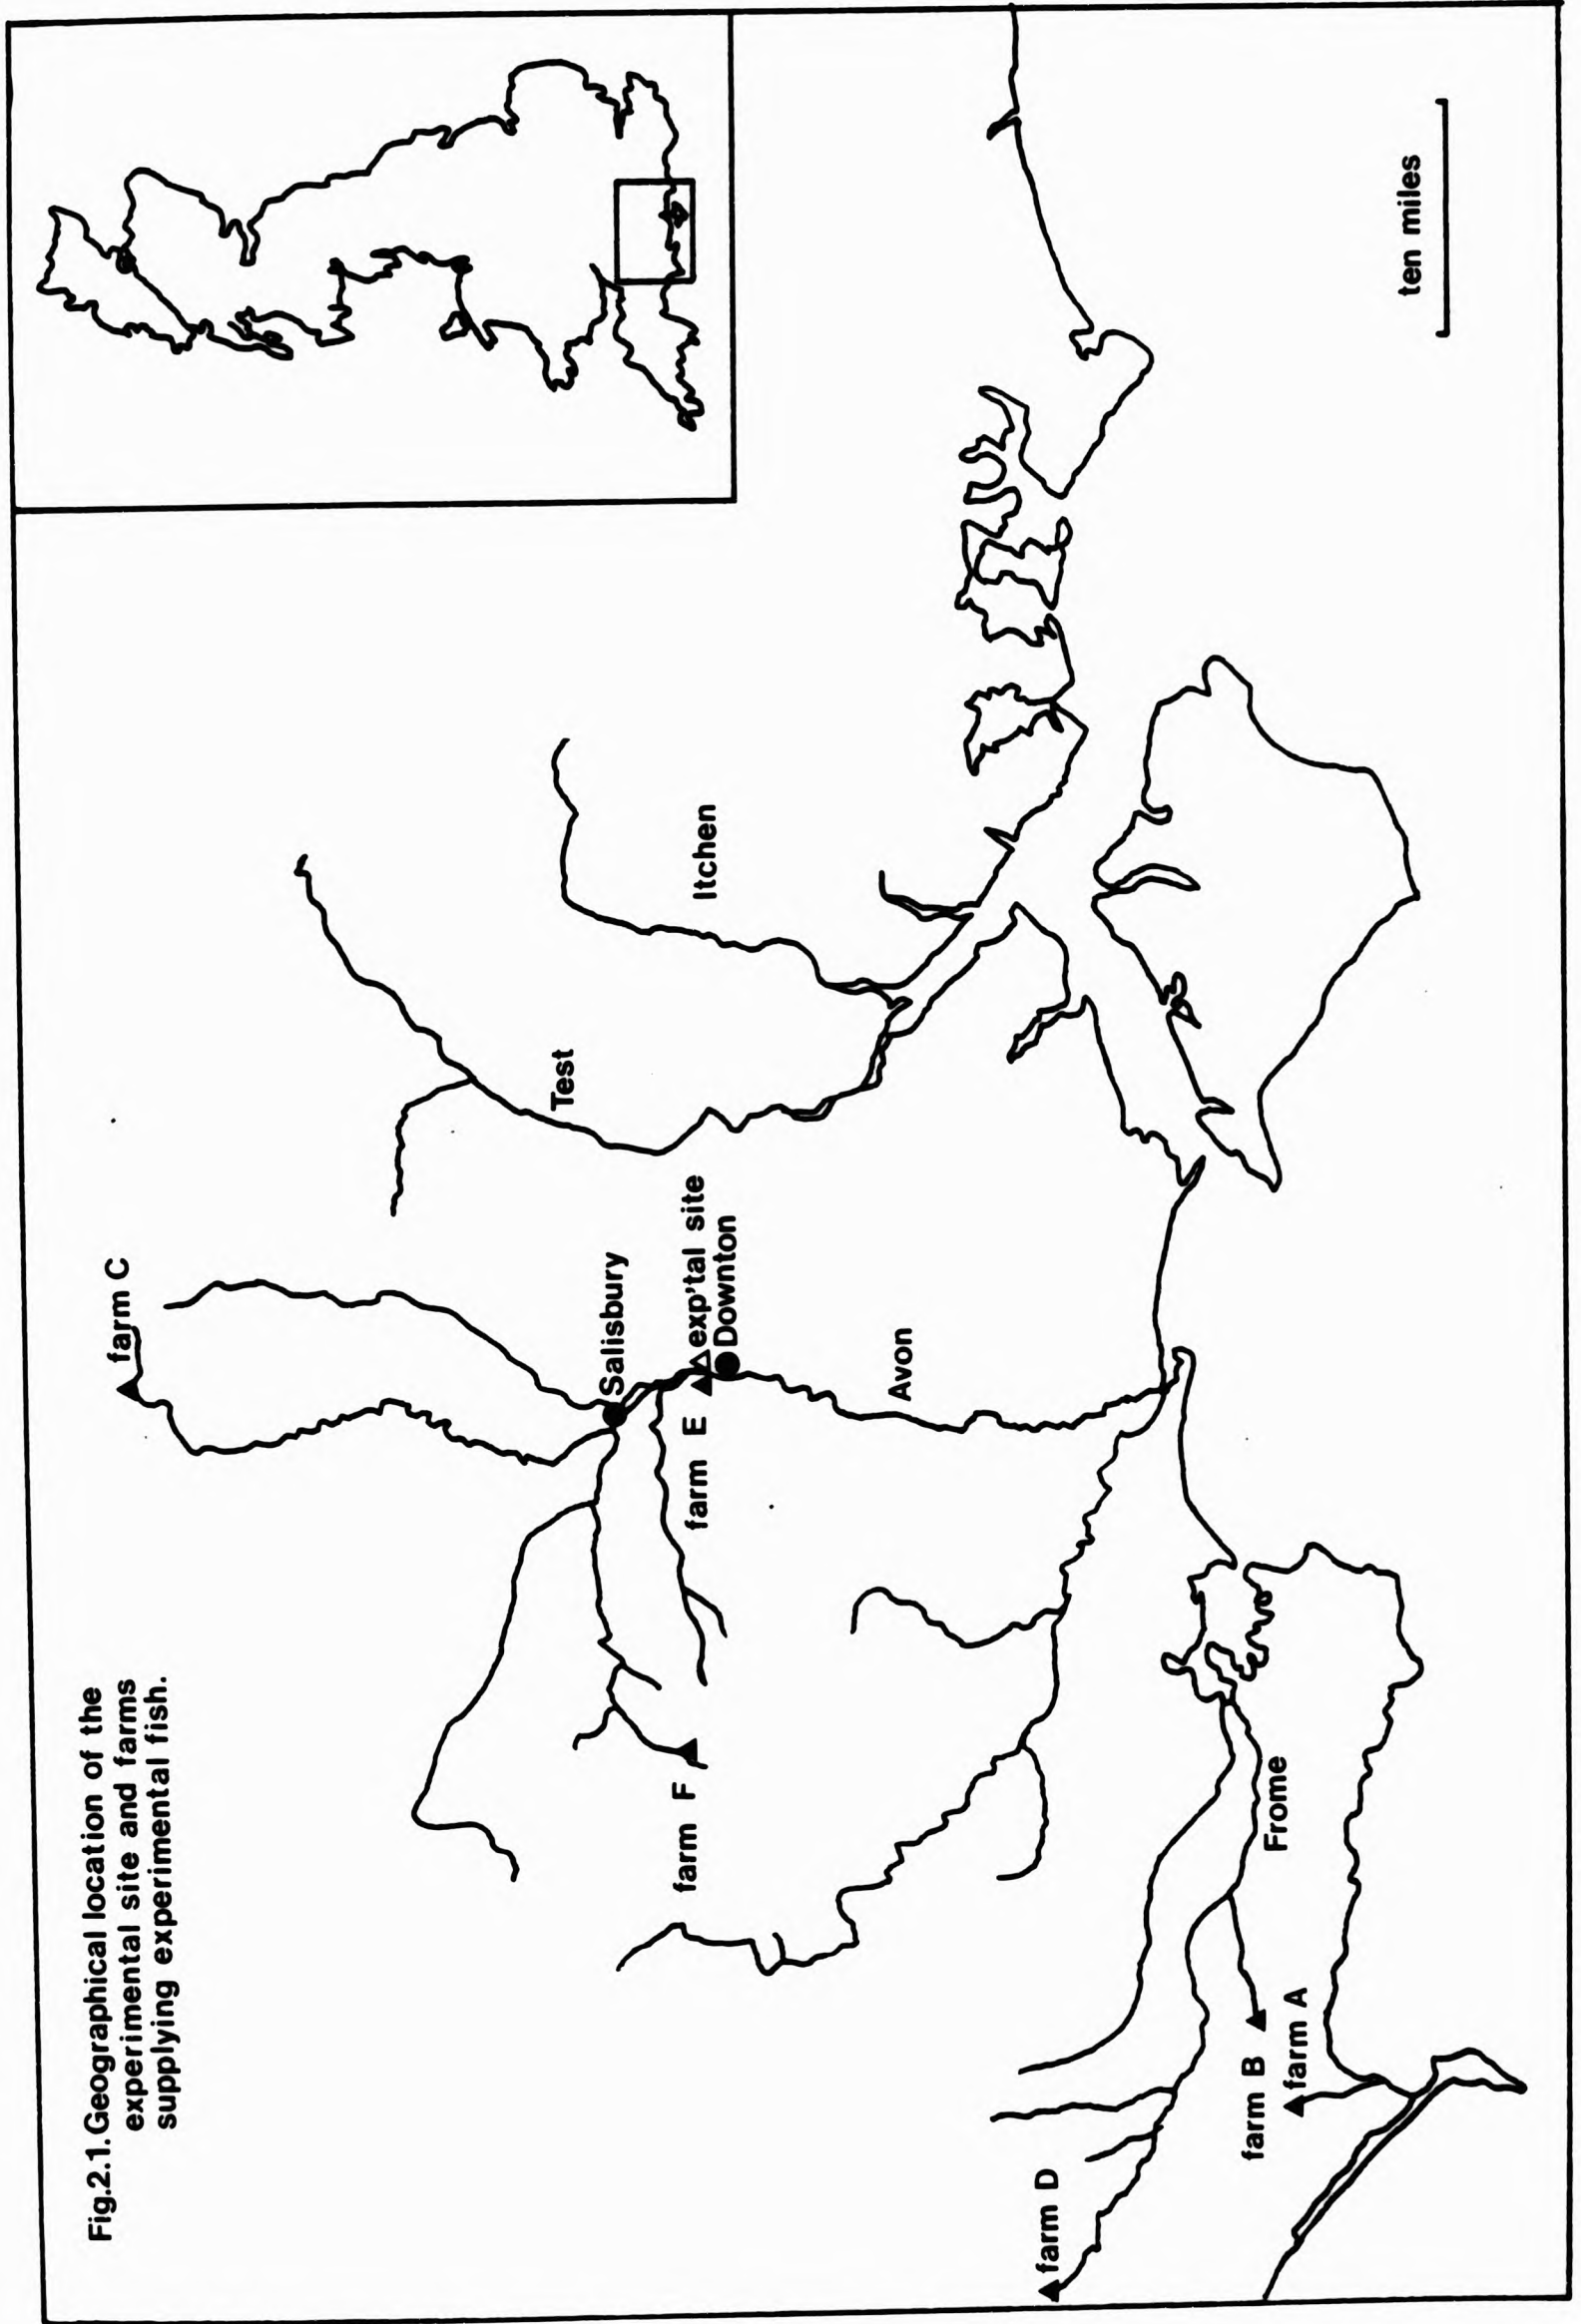 Fig.2.1.Geographical location of the
experimental site and farms
supplying experimental fish.
farm C
Salisbury
exp'tal site
Downton
farm E
farm F
Test
Itchen
Avon
Frome
farm D
farm B
farm A
ten miles